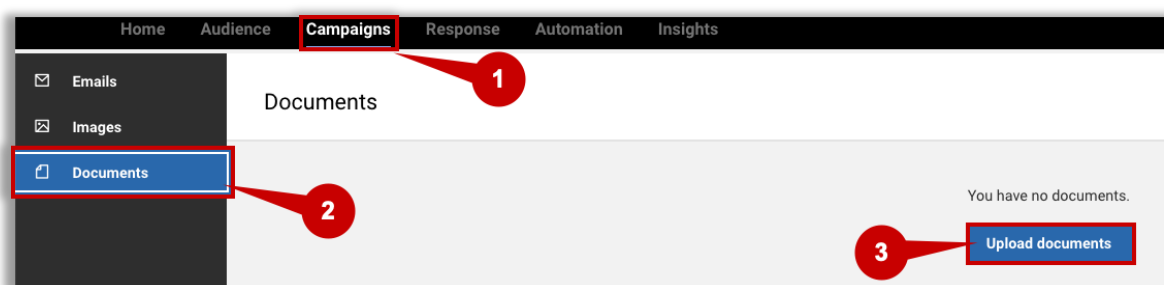 Home Audience Campaigns Response Automation Insights
1
Emails
Documents
Images
Documents
2
You have no documents.
3
Upload documents